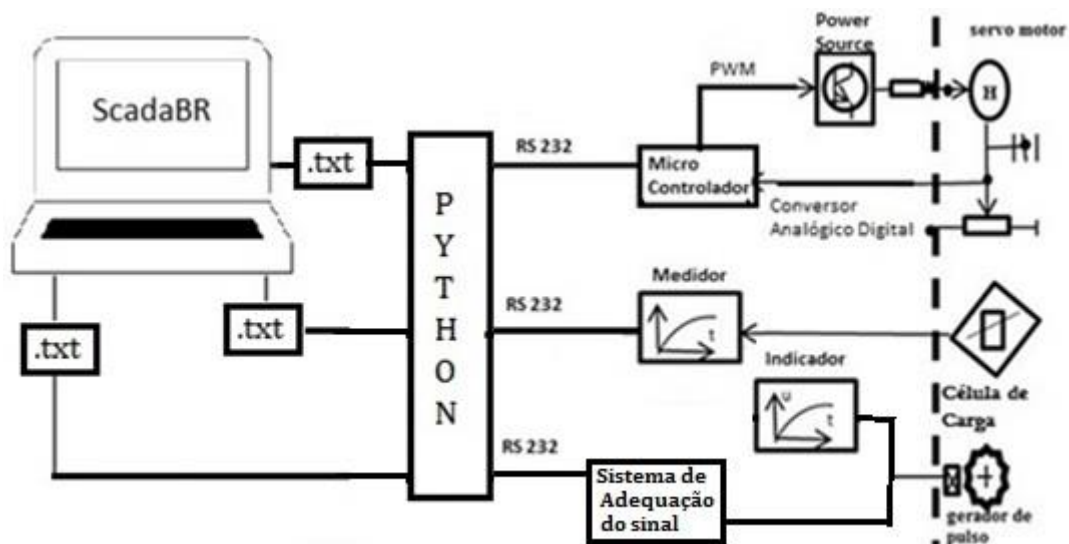 Power
Source
servo motor
PWM
ScadaBR
.txt
RS 232
Micro
Controlador
Conversor
Analógico Digital
P
Y
T
H
O
N
.txt
.txt
RS 232
Medidor
t
Indicador
u
t
Célula de
Carga
RS 232
Sistema de
Adequação
do sinal
gerador de
pulso